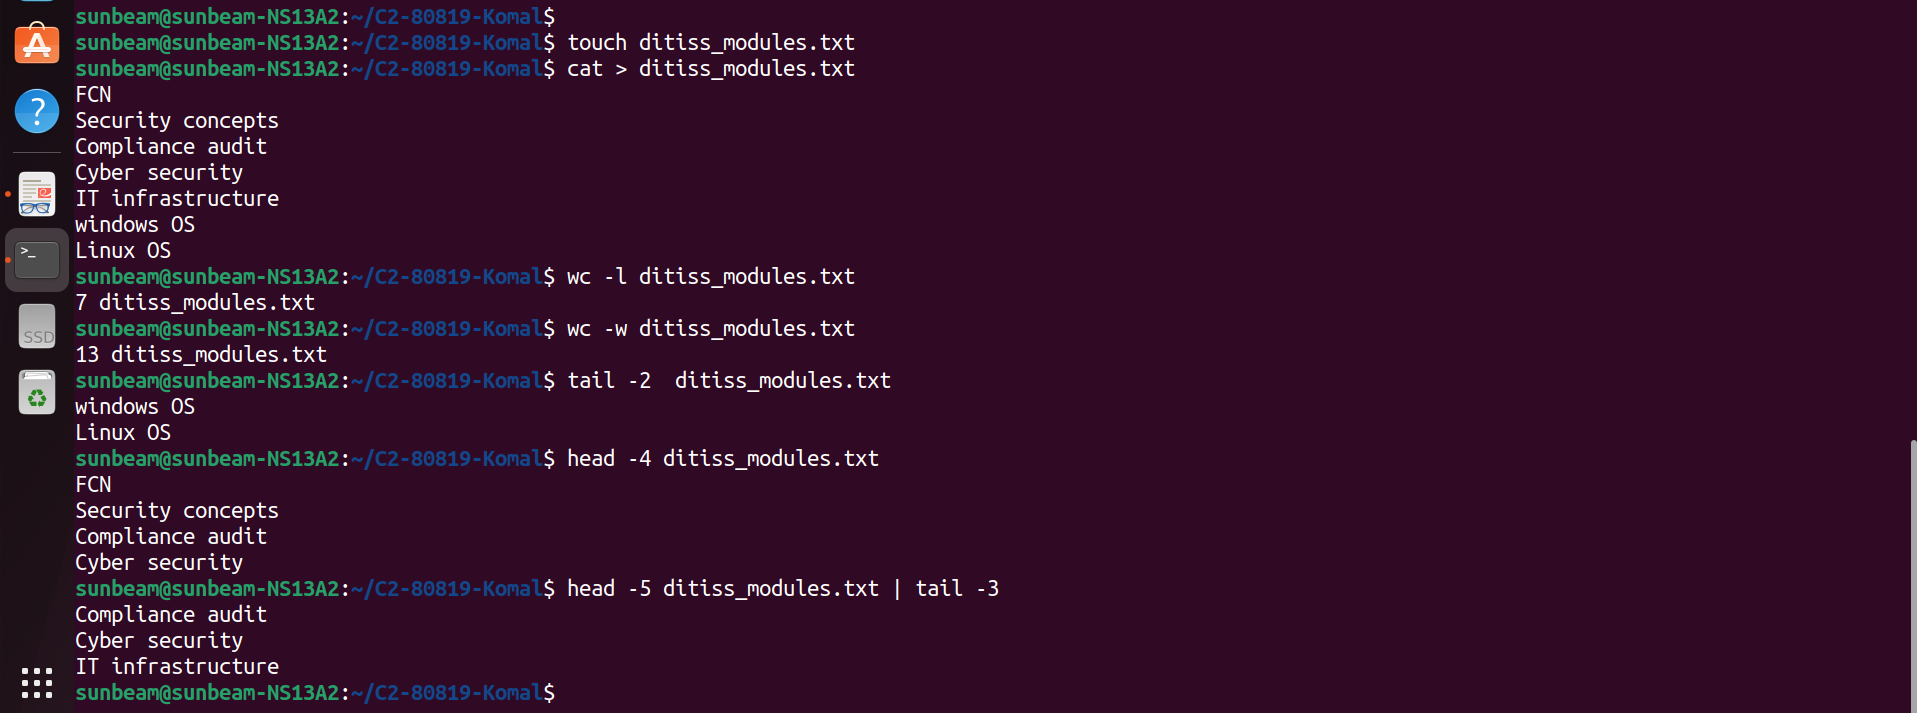 sunbeam@sunbeam-NS13A2:~/C2-80819-Komal$
sunbeam@sunbeam-NS13A2:~/C2-80819-Komal$ touch ditiss_modules.txt
sunbeam@sunbeam-NS13A2:~/C2-80819-Komal$ cat > ditiss_modules.txt
FCN
Security concepts
Compliance audit
Cyber security
IT infrastructure
windows OS
Linux OS
sunbeam@sunbeam-NS13A2:~/C2-80819-Komal$ wc -l ditiss_modules.txt
7 ditiss_modules.txt
sunbeam@sunbeam-NS13A2:~/C2-80819-Komal$ wc -w ditiss_modules.txt
13 ditiss_modules.txt
sunbeam@sunbeam-NS13A2:~/C2-80819-Komal$ tail -2  ditiss_modules.txt
windows OS
Linux OS
sunbeam@sunbeam-NS13A2:~/C2-80819-Komal$ head -4 ditiss_modules.txt
FCN
Security concepts
Compliance audit
Cyber security
sunbeam@sunbeam-NS13A2:~/C2-80819-Komal$ head -5 ditiss_modules.txt | tail -3
Compliance audit
Cyber security
IT infrastructure
sunbeam@sunbeam-NS13A2:~/C2-80819-Komal$
?
>_
SSD